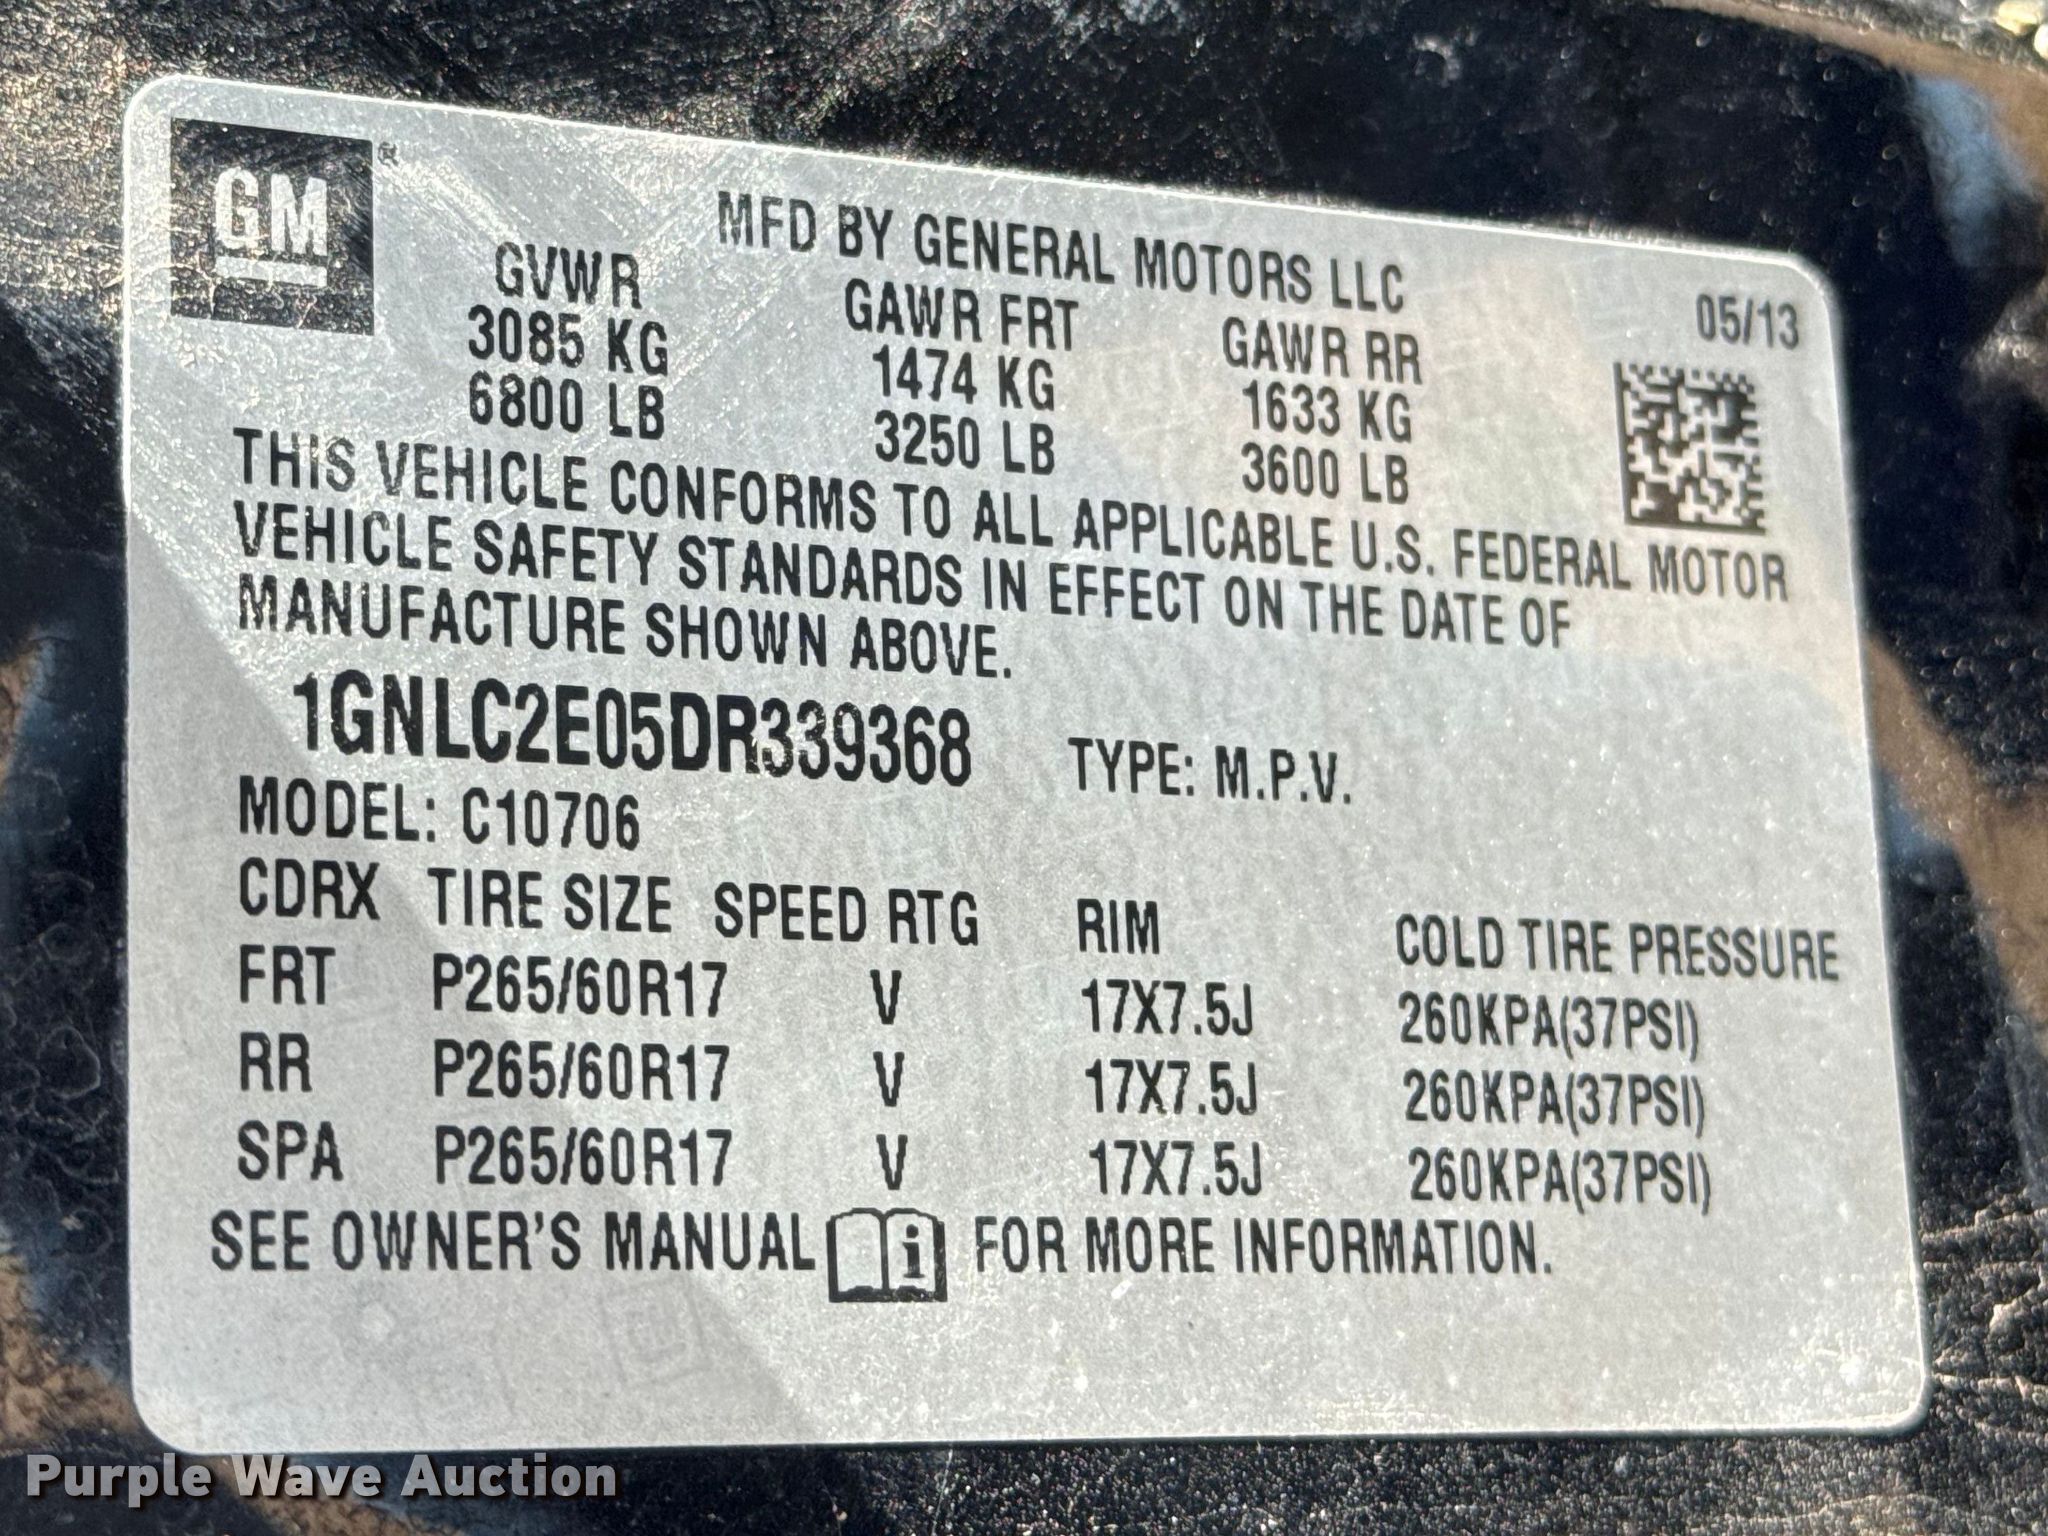 GM
®
MFD BY GENERAL MOTORS LLC
05/13
GVWR GAWR FRT GAWR RR
3085 KG 1474 KG 1633 KG
6800 LB 3250 LB 3600 LB
THIS VEHICLE CONFORMS TO ALL APPLICABLE U.S. FEDERAL MOTOR
VEHICLE SAFETY STANDARDS IN EFFECT ON THE DATE OF
MANUFACTURE SHOWN ABOVE.
1GNLC2E05DR339368 TYPE: M.P.V.
MODEL: C10706
CDRX TIRE SIZE SPEED RTG RIM COLD TIRE PRESSURE
FRT P265/60R17 V 17X7.5J 260KPA(37PSI)
RR P265/60R17 V 17X7.5J 260KPA(37PSI)
SPA P265/60R17 V 17X7.5J 260KPA(37PSI)
SEE OWNER'S MANUAL i FOR MORE INFORMATION.
Purple Wave Auction